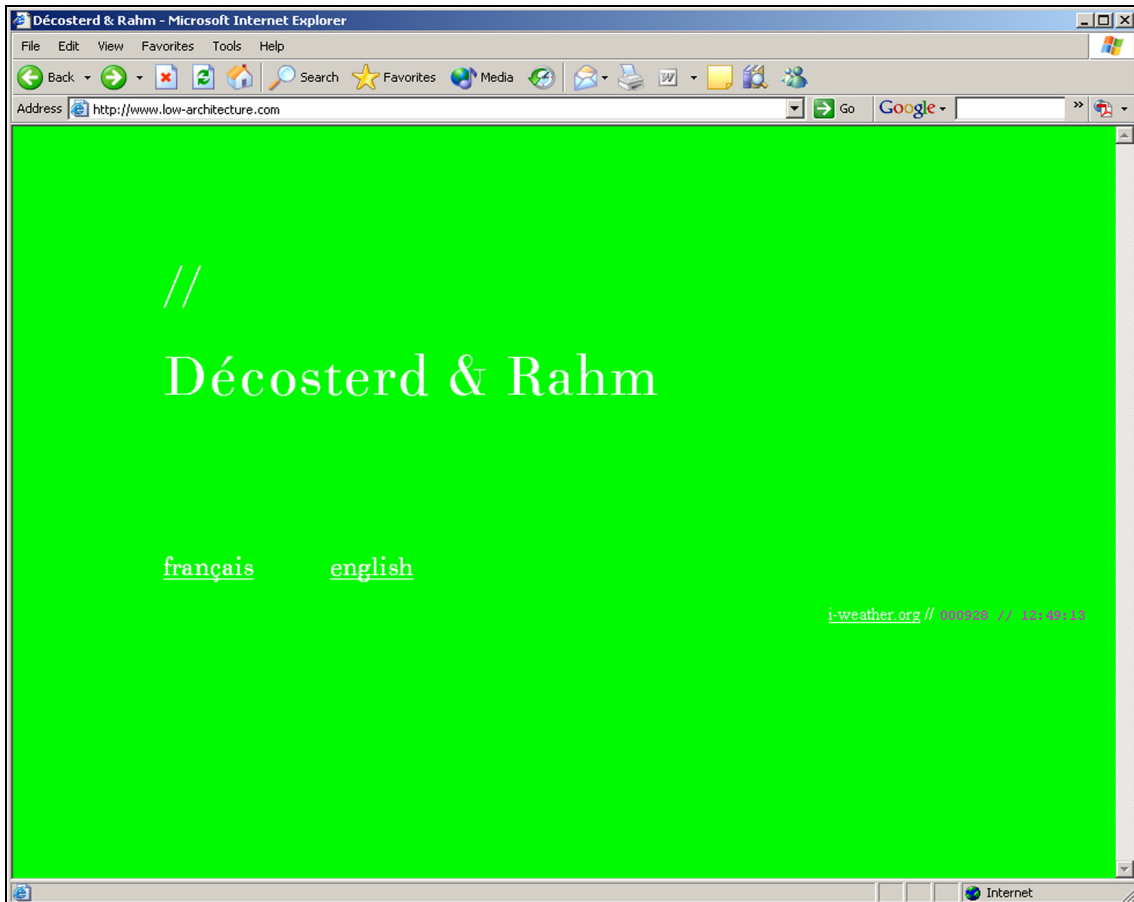 Décosterd & Rahm - Microsoft Internet Explorer
File Edit View Favorites Tools Help
Back Search Favorites Media W
Address http://www.low-architecture.com Go Google »
//
Décosterd & Rahm
français english
i-weather.org // 000928 // 12:49:13
Internet